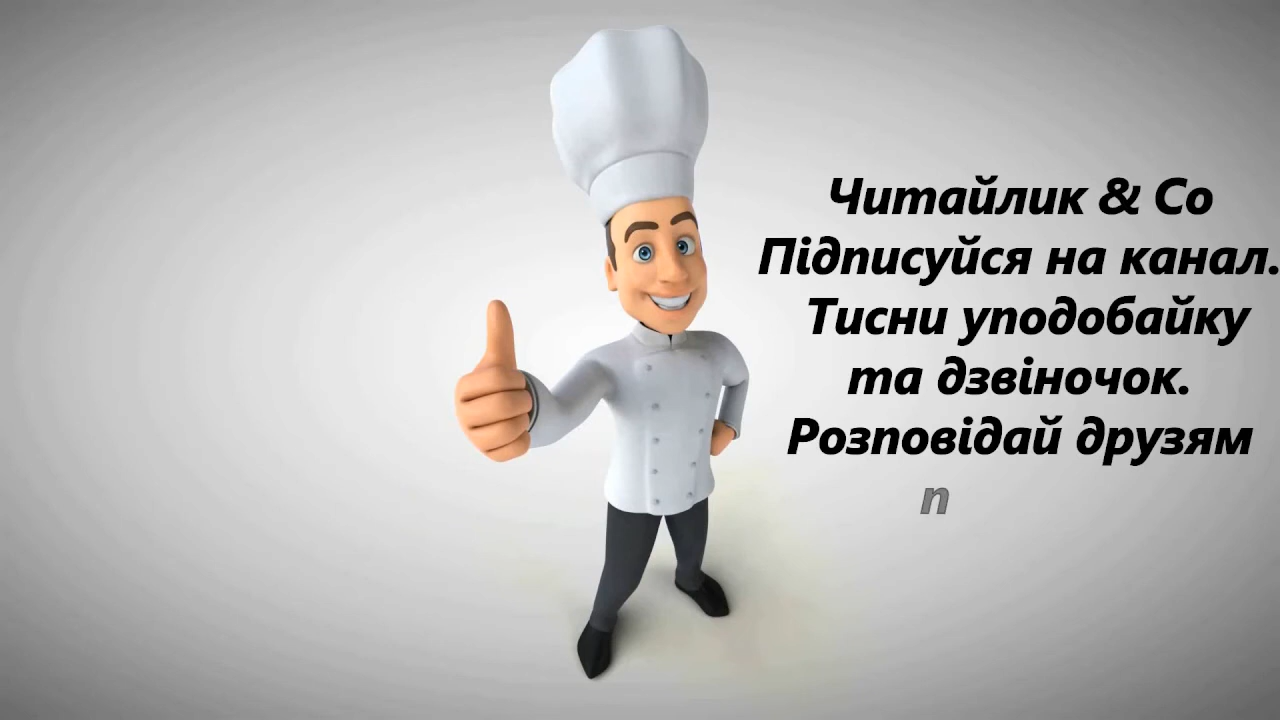 Читайлик & Co
Підписуйся на канал.
Тисни уподобайку
та дзвіночок.
Розповідай друзям
п